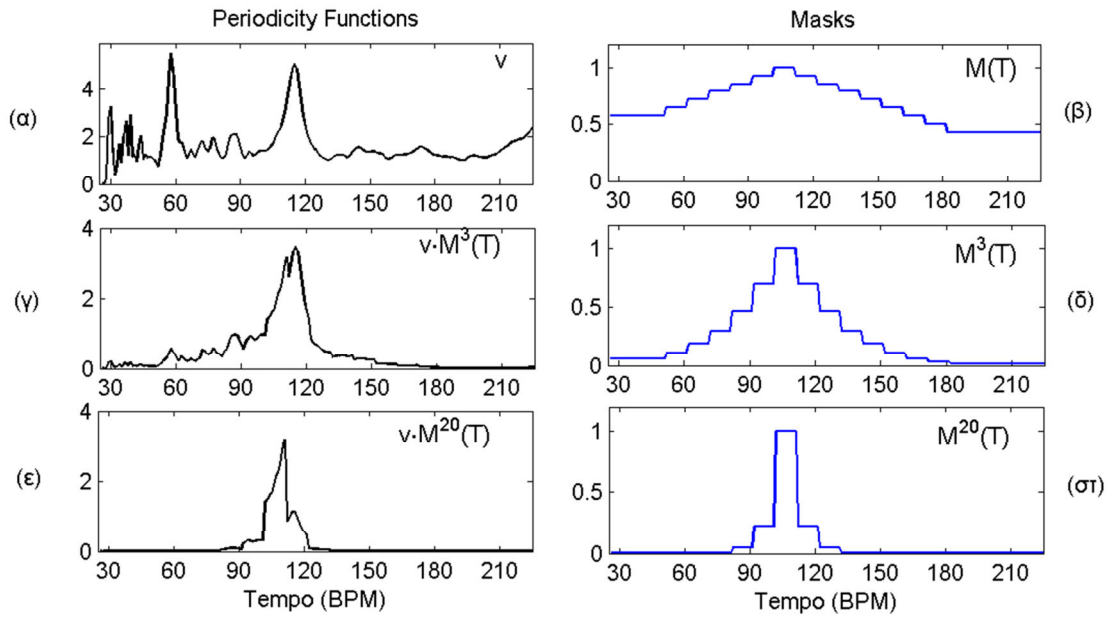 Periodicity Functions
Masks
(α)
v
4
2
0
30 60 90 120 150 180 210
M(T)
(β)
1
0.5
0
30 60 90 120 150 180 210
(γ)
v·M³(T)
4
2
0
30 60 90 120 150 180 210
M³(T)
(δ)
1
0.5
0
30 60 90 120 150 180 210
(ε)
v·M²⁰(T)
4
2
0
30 60 90 120 150 180 210
Tempo (BPM)
M²⁰(T)
(στ)
1
0.5
0
30 60 90 120 150 180 210
Tempo (BPM)